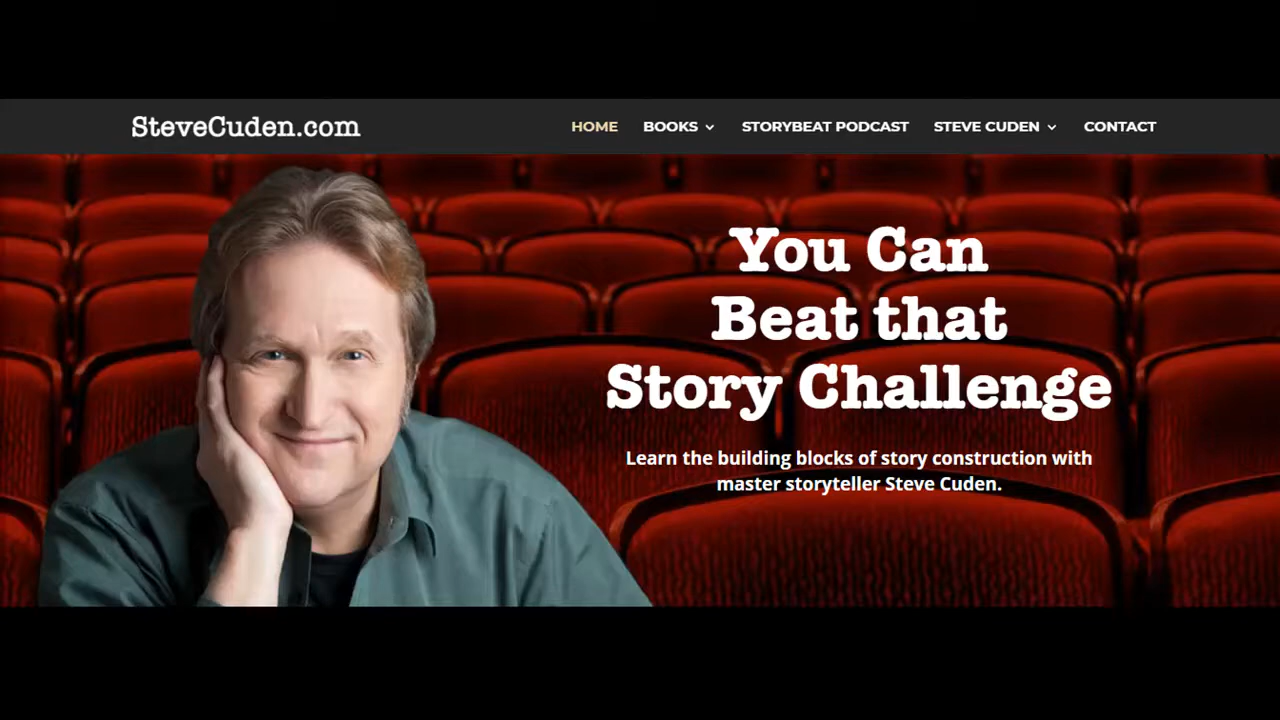 SteveCuden.com
HOME BOOKS STORYBEAT PODCAST STEVE CUDEN CONTACT
You Can
Beat that
Story Challenge
Learn the building blocks of story construction with
master storyteller Steve Cuden.